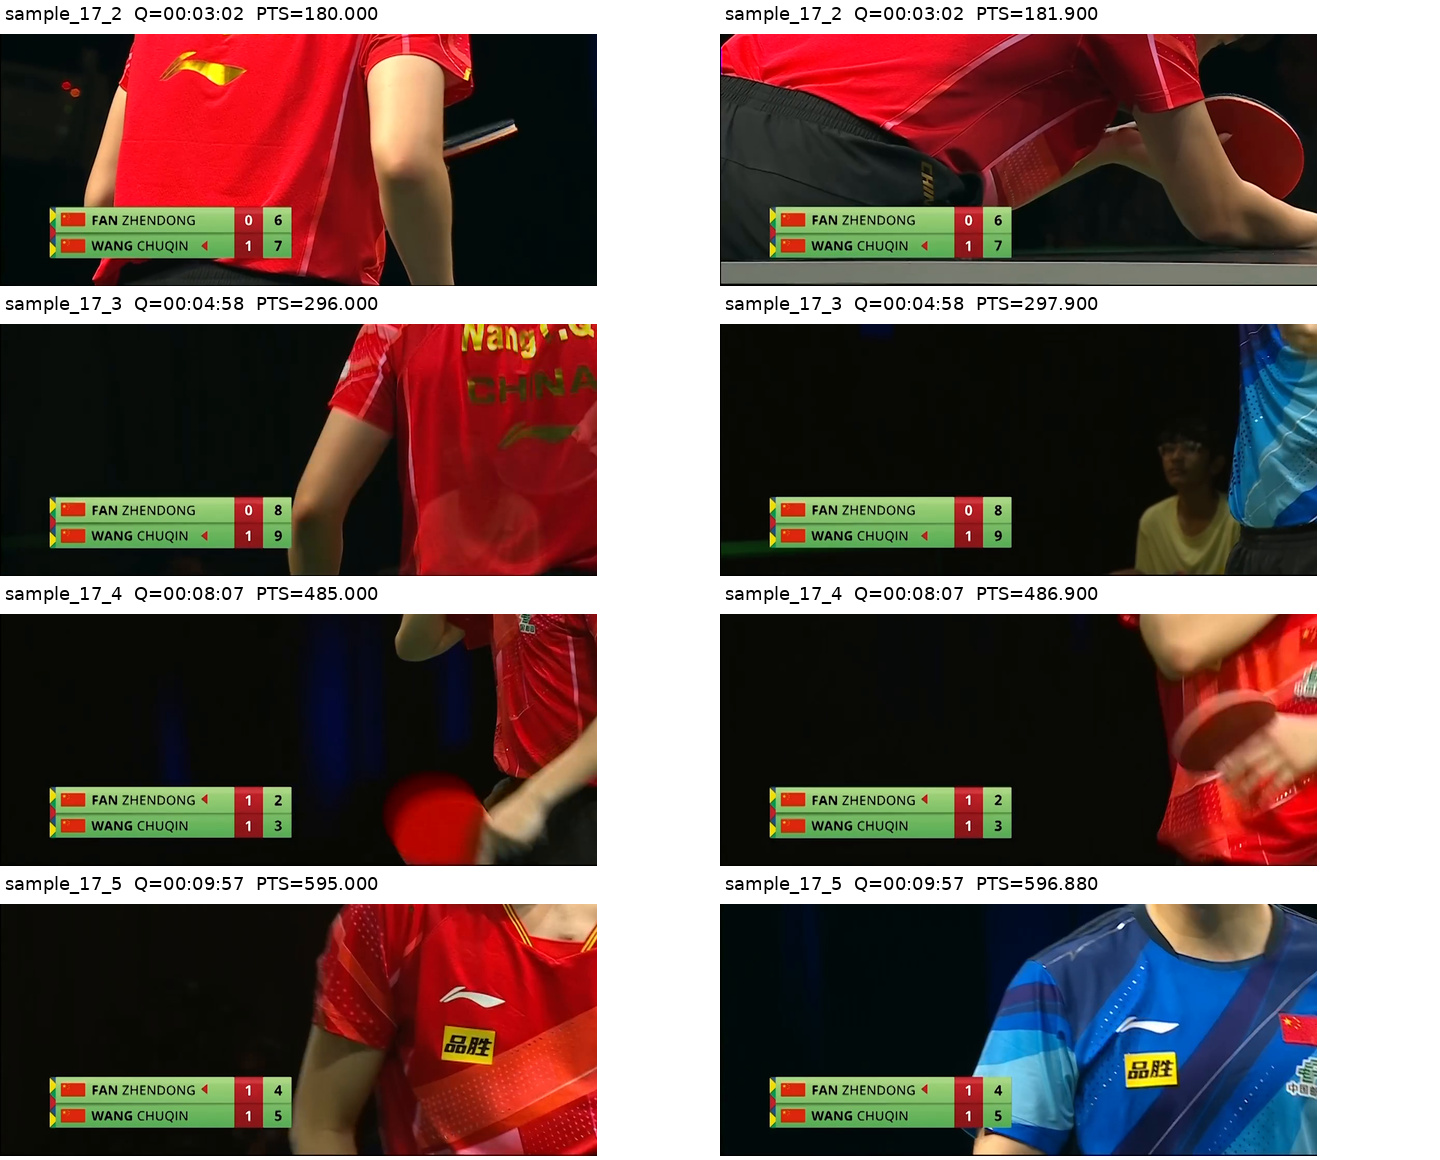 sample_17_2 Q=00:03:02 PTS=180.000
sample_17_2 Q=00:03:02 PTS=181.900
FAN ZHENDONG 0 6
WANG CHUQIN 1 7
CHIN
FAN ZHENDONG 0 6
WANG CHUQIN 1 7
sample_17_3 Q=00:04:58 PTS=296.000
sample_17_3 Q=00:04:58 PTS=297.900
Wang
CHINA
FAN ZHENDONG 0 8
WANG CHUQIN 1 9
FAN ZHENDONG 0 8
WANG CHUQIN 1 9
sample_17_4 Q=00:08:07 PTS=485.000
sample_17_4 Q=00:08:07 PTS=486.900
FAN ZHENDONG 1 2
WANG CHUQIN 1 3
FAN ZHENDONG 1 2
WANG CHUQIN 1 3
sample_17_5 Q=00:09:57 PTS=595.000
sample_17_5 Q=00:09:57 PTS=596.880
品胜
FAN ZHENDONG 1 4
WANG CHUQIN 1 5
品胜
中国
FAN ZHENDONG 1 4
WANG CHUQIN 1 5